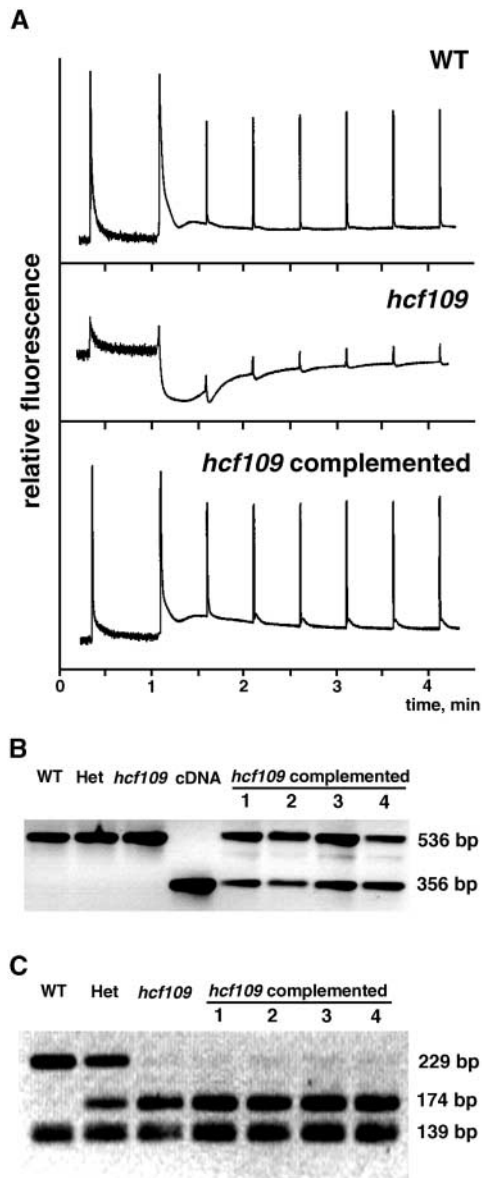 A
WT
hcf109
hcf109 complemented
relative fluorescence
0 1 2 3 4
time, min
B
WT Het hcf109 cDNA hcf109 complemented
1 2 3 4
536 bp
356 bp
C
WT Het hcf109 hcf109 complemented
1 2 3 4
229 bp
174 bp
139 bp